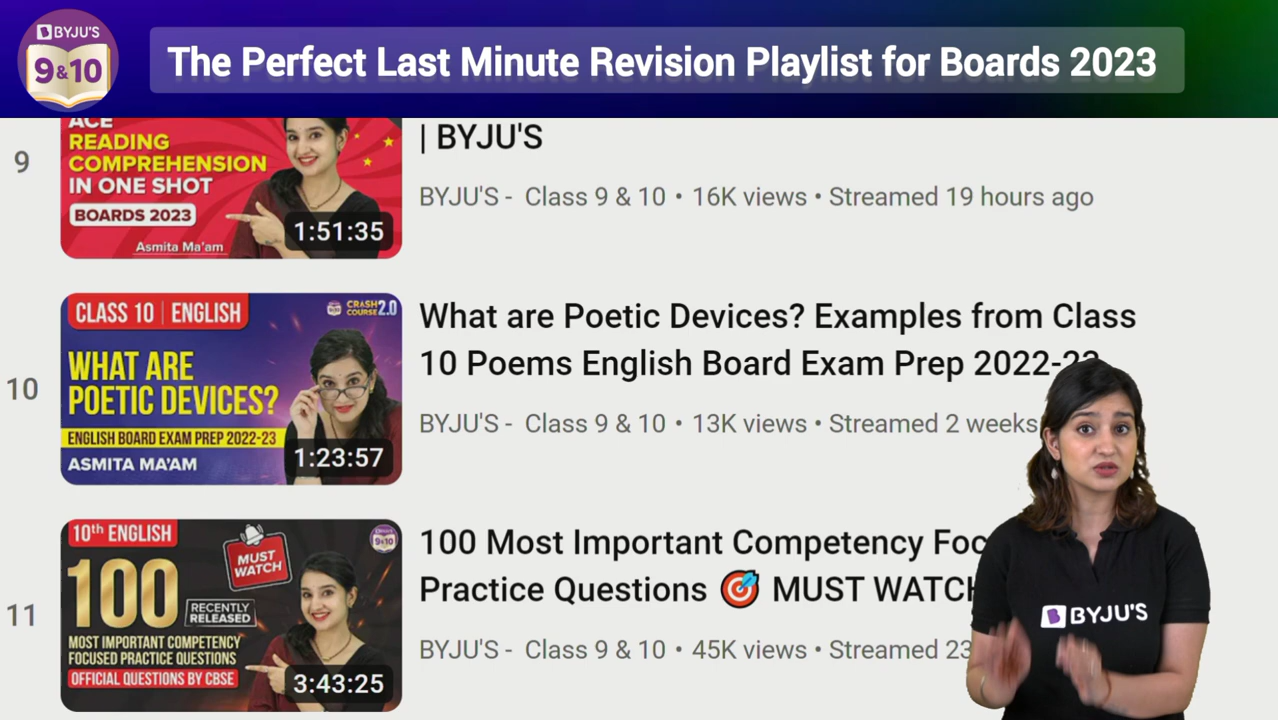 BYJU'S
9&10
The Perfect Last Minute Revision Playlist for Boards 2023
9
ACE
READING
COMPREHENSION
IN ONE SHOT
BOARDS 2023
Asmita Ma'am
1:51:35
| BYJU'S
BYJU'S - Class 9 & 10 • 16K views • Streamed 19 hours ago
10
CLASS 10 | ENGLISH
CRASH
COURSE 2.0
WHAT ARE
POETIC DEVICES?
ENGLISH BOARD EXAM PREP 2022-23
ASMITA MA'AM
1:23:57
What are Poetic Devices? Examples from Class
10 Poems English Board Exam Prep 2022-23
BYJU'S - Class 9 & 10 • 13K views • Streamed 2 weeks
11
10th ENGLISH
MUST
WATCH
9&10
100
RECENTLY
RELEASED
MOST IMPORTANT COMPETENCY
FOCUSED PRACTICE QUESTIONS
OFFICIAL QUESTIONS BY CBSE
3:43:25
100 Most Important Competency Foc
Practice Questions 🎯 MUST WATCH
BYJU'S - Class 9 & 10 • 45K views • Streamed 23
BYJU'S